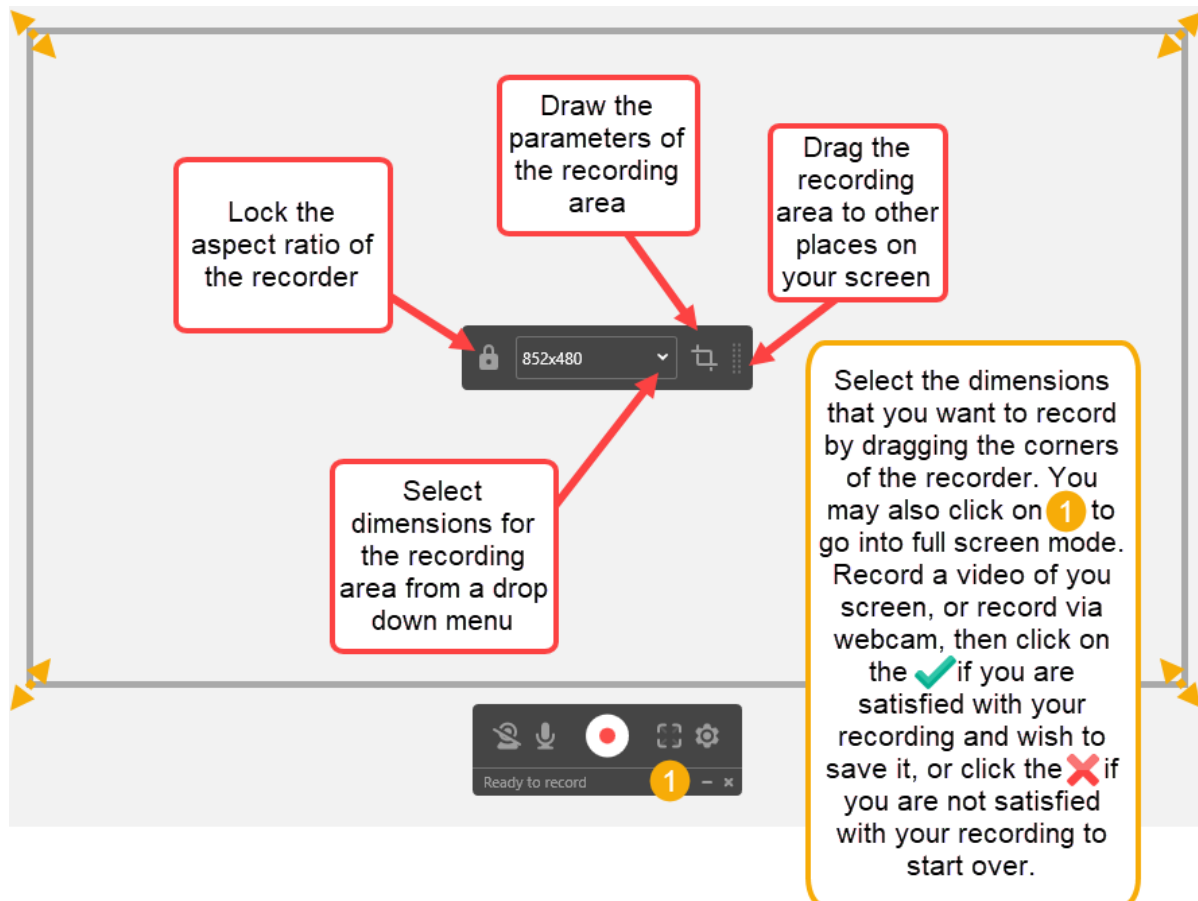 Draw the
parameters of
the recording
area
Drag the
recording
area to other
places on
your screen
Lock the
aspect ratio of
the recorder
852x480
Select
dimensions for
the recording
area from a drop
down menu
Select the dimensions
that you want to record
by dragging the corners
of the recorder. You
may also click on 1 to
go into full screen mode.
Record a video of you
screen, or record via
webcam, then click on
the ✔ if you are
satisfied with your
recording and wish to
save it, or click the ✖ if
you are not satisfied
with your recording to
start over.
Ready to record 1